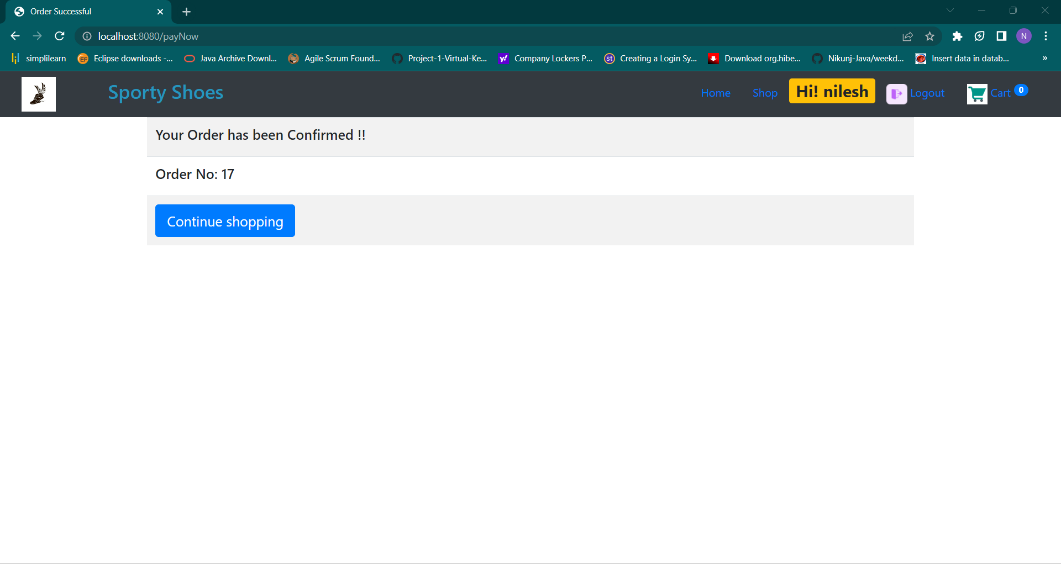 Order Successful
localhost:8080/payNow
N
simplilearn
Eclipse downloads -...
Java Archive Downl...
Agile Scrum Found...
Project-1-Virtual-Ke...
Company Lockers P...
Creating a Login Sy...
Download org.hibe...
Nikunj-Java/weekd...
Insert data in datab...
»
Sporty Shoes
Home
Shop
Hi! nilesh
Logout
Cart 0
Your Order has been Confirmed !!
Order No: 17
Continue shopping